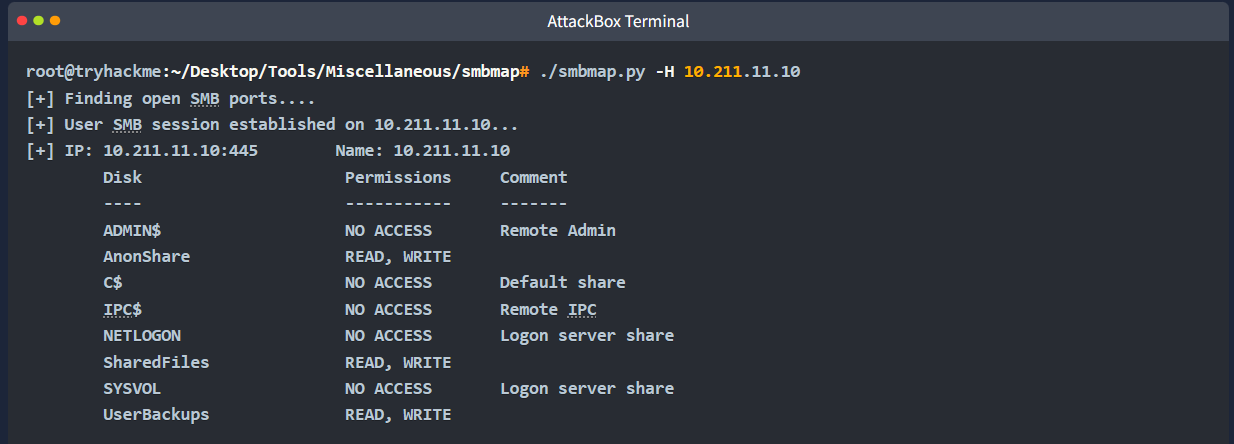 AttackBox Terminal
root@tryhackme:~/Desktop/Tools/Miscellaneous/smbmap# ./smbmap.py -H 10.211.11.10
[+] Finding open SMB ports....
[+] User SMB session established on 10.211.11.10...
[+] IP: 10.211.11.10:445        Name: 10.211.11.10
        Disk                     Permissions     Comment
        ----                     -----------     -------
        ADMIN$                   NO ACCESS       Remote Admin
        AnonShare                READ, WRITE
        C$                       NO ACCESS       Default share
        IPC$                     NO ACCESS       Remote IPC
        NETLOGON                 NO ACCESS       Logon server share
        SharedFiles              READ, WRITE
        SYSVOL                   NO ACCESS       Logon server share
        UserBackups              READ, WRITE